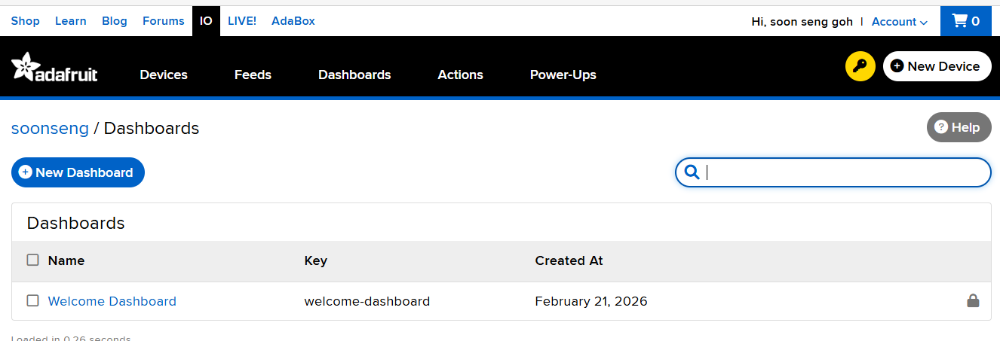 Shop Learn Blog Forums IO LIVE! AdaBox Hi, soon seng goh | Account 0
adafruit Devices Feeds Dashboards Actions Power-Ups New Device
soonseng / Dashboards Help
New Dashboard
Dashboards
Name Key Created At
Welcome Dashboard welcome-dashboard February 21, 2026
Loaded in 0.26 seconds